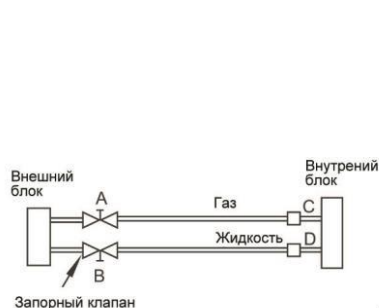 Внешний
блок
A
Газ
Внутрений
блок
C
Жидкость
D
B
Запорный клапан